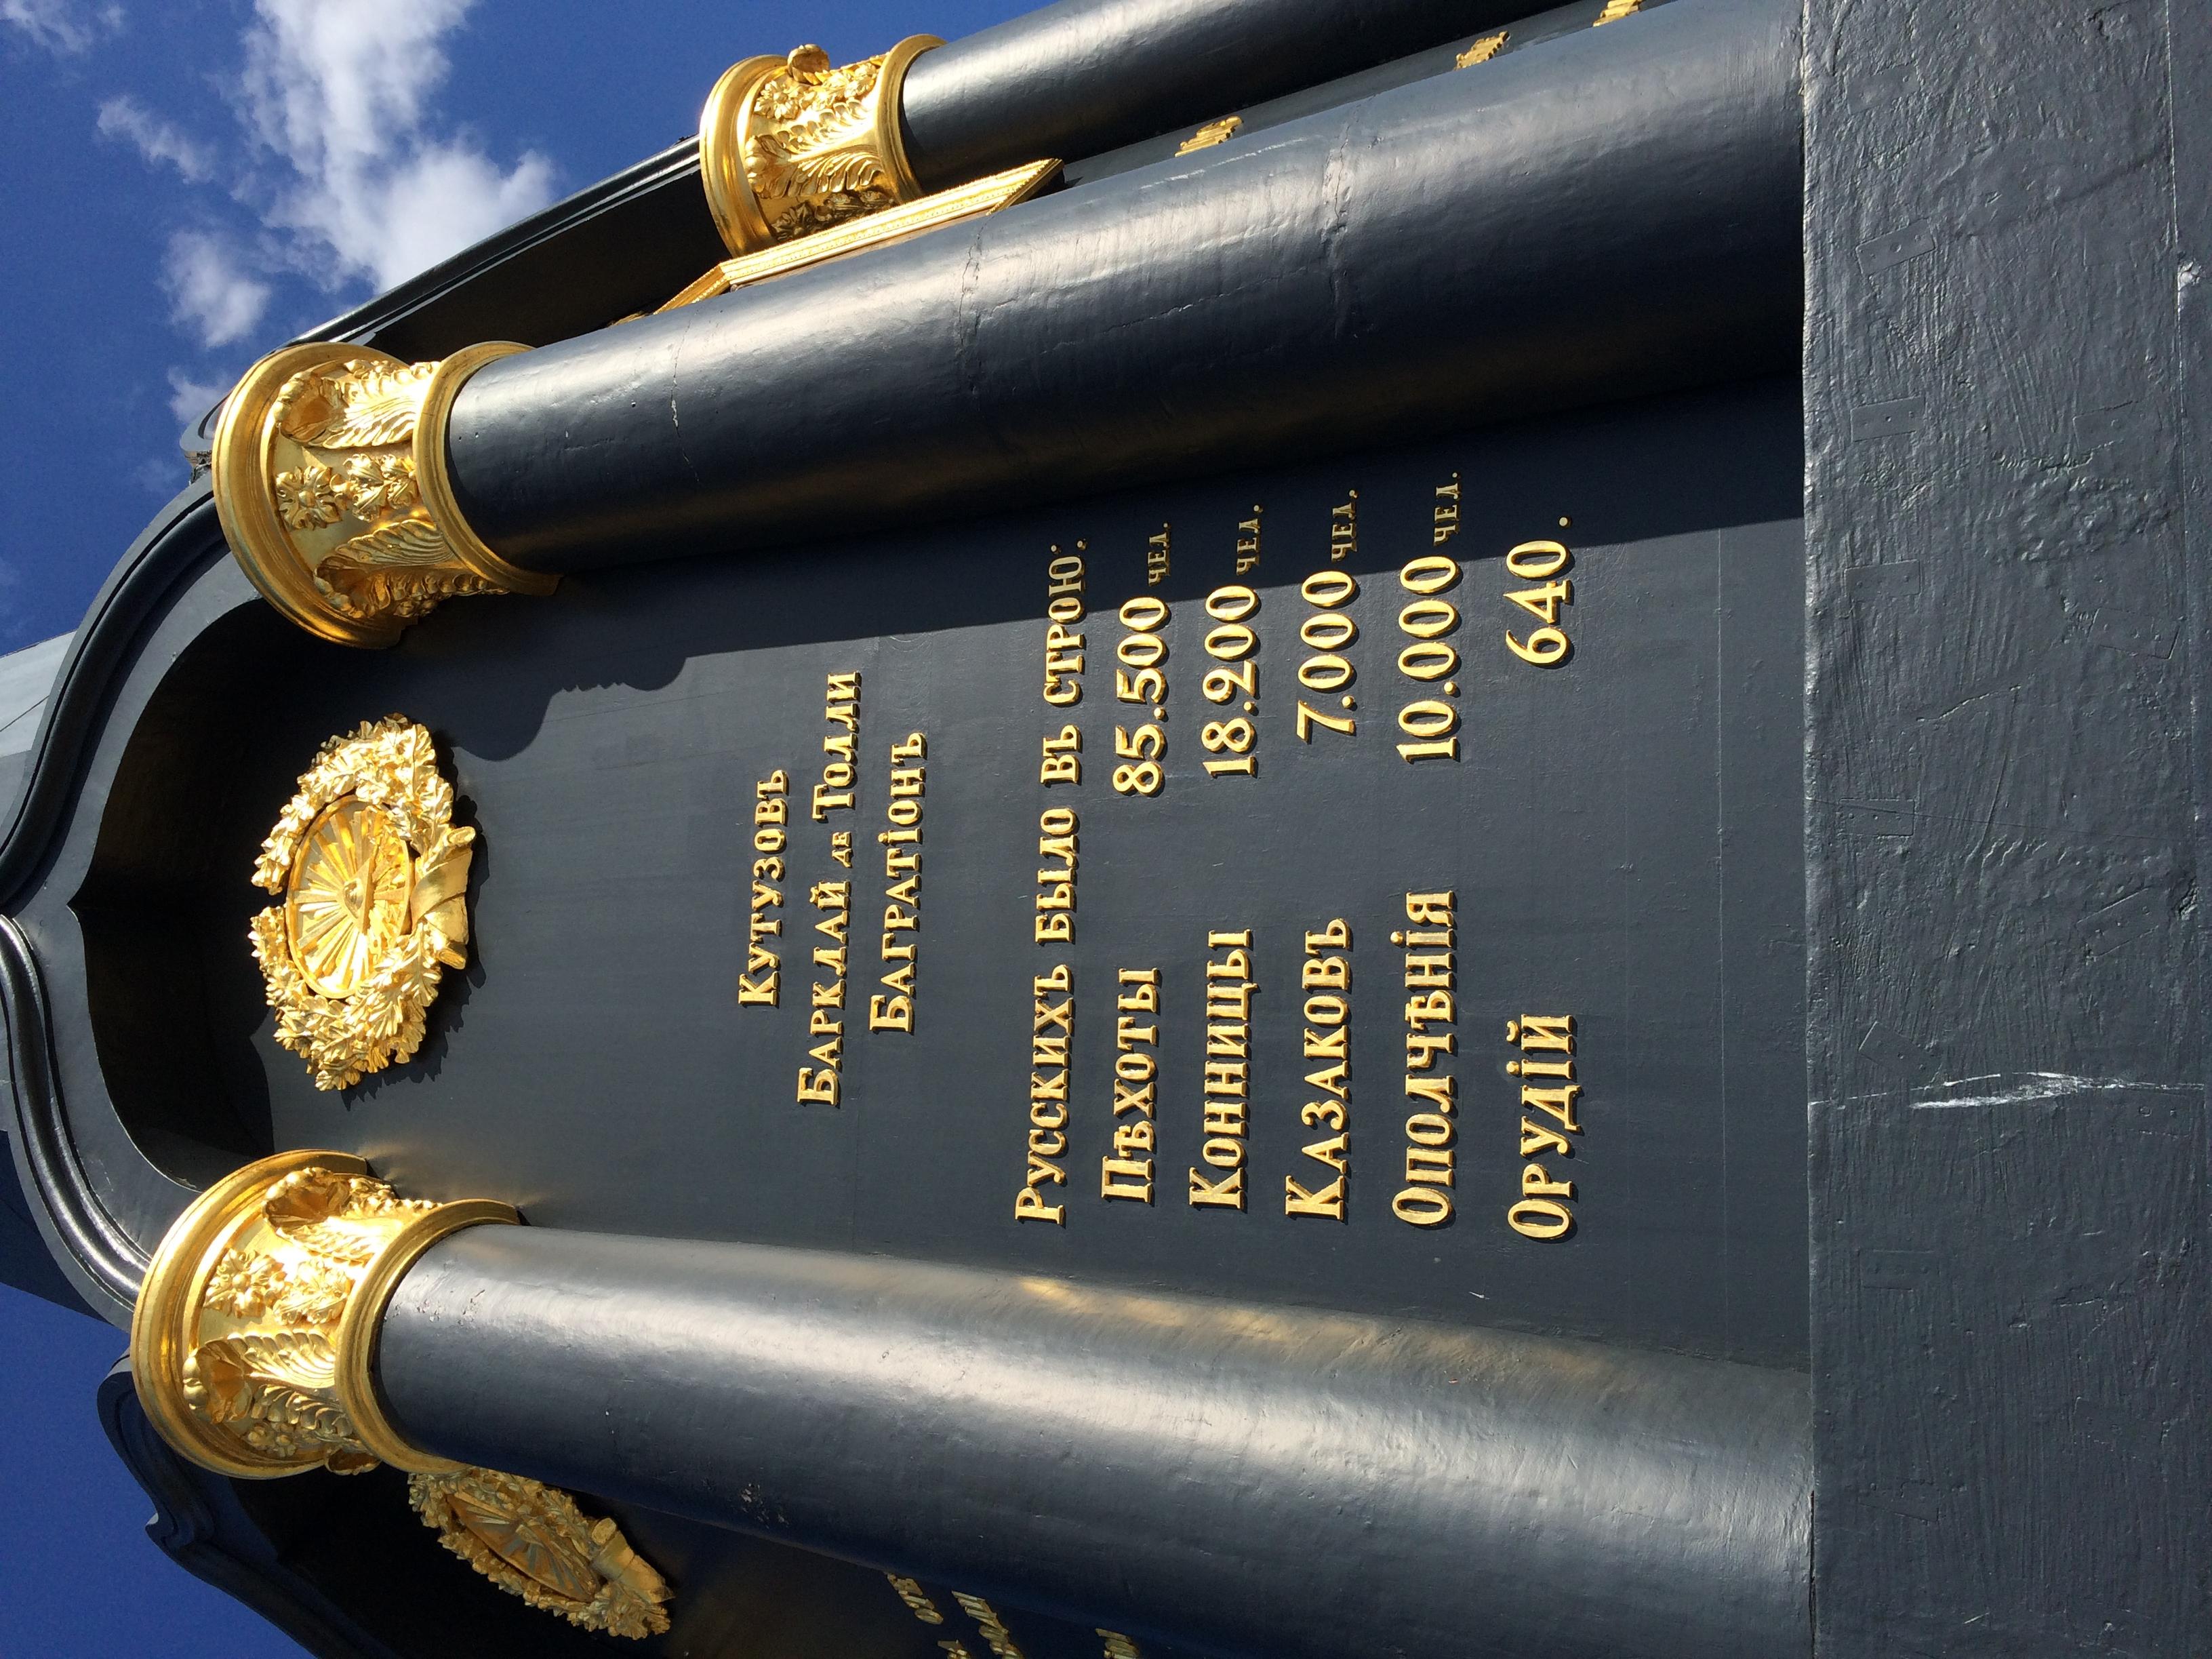 Кутузовъ
Барклай де Толли
Багратіонъ
Русскихъ было въ строю:
Пѣхоты 85.500 чел.
Конницы 18.200 чел.
Казаковъ 7.000 чел.
Ополчѣнія 10.000 чел.
Орудій 640.